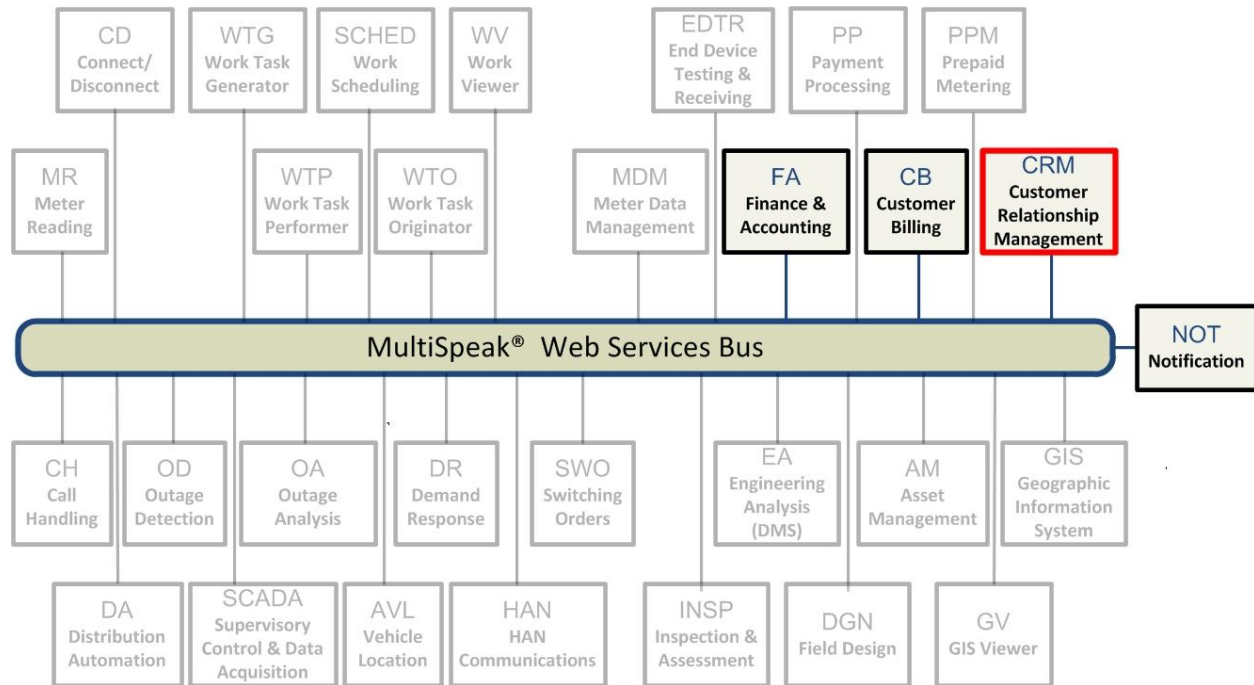 CD
Connect/
Disconnect
WTG
Work Task
Generator
SCHED
Work
Scheduling
WV
Work
Viewer
EDTR
End Device
Testing &
Receiving
PP
Payment
Processing
PPM
Prepaid
Metering
MR
Meter
Reading
WTP
Work Task
Performer
WTO
Work Task
Originator
MDM
Meter Data
Management
FA
Finance &
Accounting
CB
Customer
Billing
CRM
Customer
Relationship
Management
MultiSpeak® Web Services Bus
NOT
Notification
CH
Call
Handling
OD
Outage
Detection
OA
Outage
Analysis
DR
Demand
Response
SWO
Switching
Orders
EA
Engineering
Analysis
(DMS)
AM
Asset
Management
GIS
Geographic
Information
System
DA
Distribution
Automation
SCADA
Supervisory
Control & Data
Acquisition
AVL
Vehicle
Location
HAN
HAN
Communications
INSP
Inspection &
Assessment
DGN
Field Design
GV
GIS Viewer